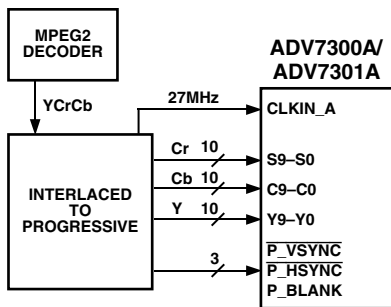 MPEG2
DECODER
YCrCb
INTERLACED
TO
PROGRESSIVE
27MHz
Cr 10
Cb 10
Y 10
3
ADV7300A/
ADV7301A
CLKIN_A
S9–S0
C9–C0
Y9–Y0
P_VSYNC
P_HSYNC
P_BLANK